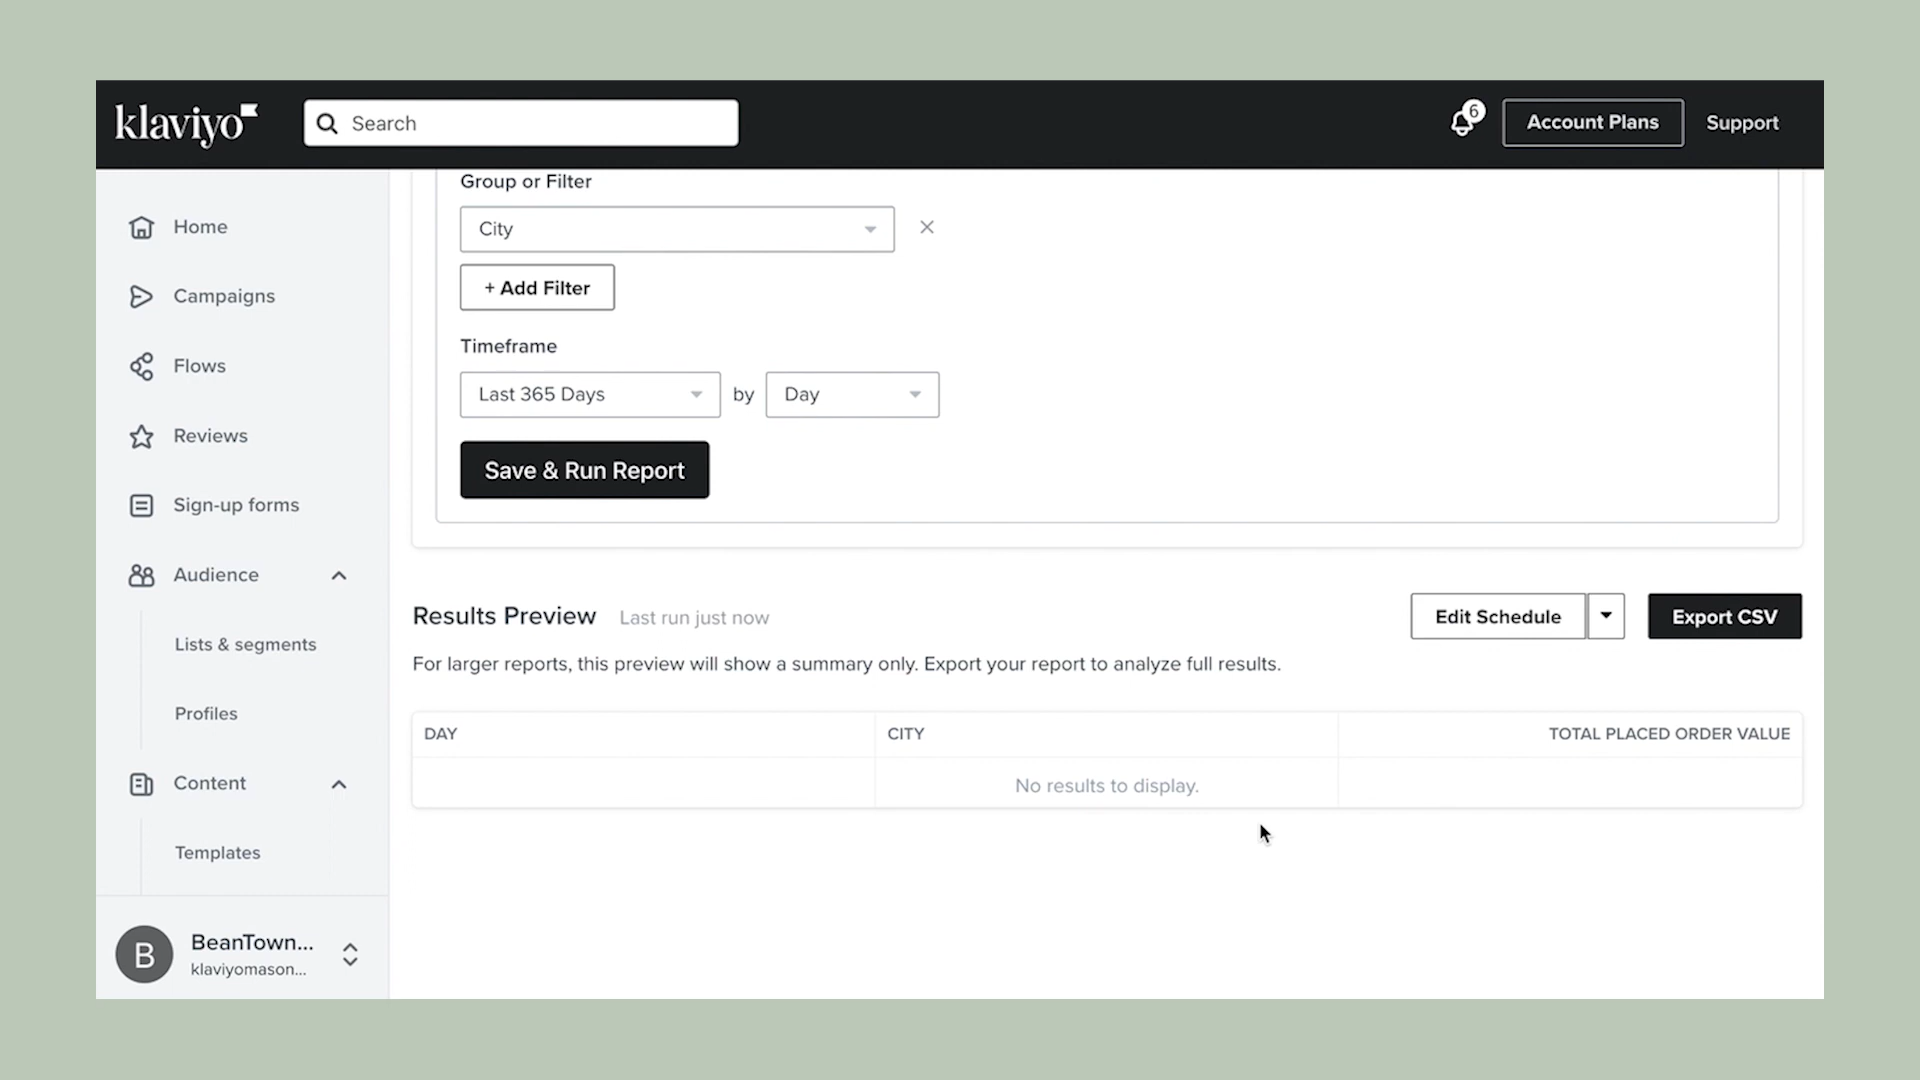 klaviyo
Search
6
Account Plans
Support
Home
Campaigns
Flows
Reviews
Sign-up forms
Audience
Lists & segments
Profiles
Content
Templates
B
BeanTown...
klaviyomason...
Group or Filter
City
+ Add Filter
Timeframe
Last 365 Days by Day
Save & Run Report
Results Preview Last run just now
Edit Schedule
Export CSV
For larger reports, this preview will show a summary only. Export your report to analyze full results.
DAY CITY TOTAL PLACED ORDER VALUE
No results to display.